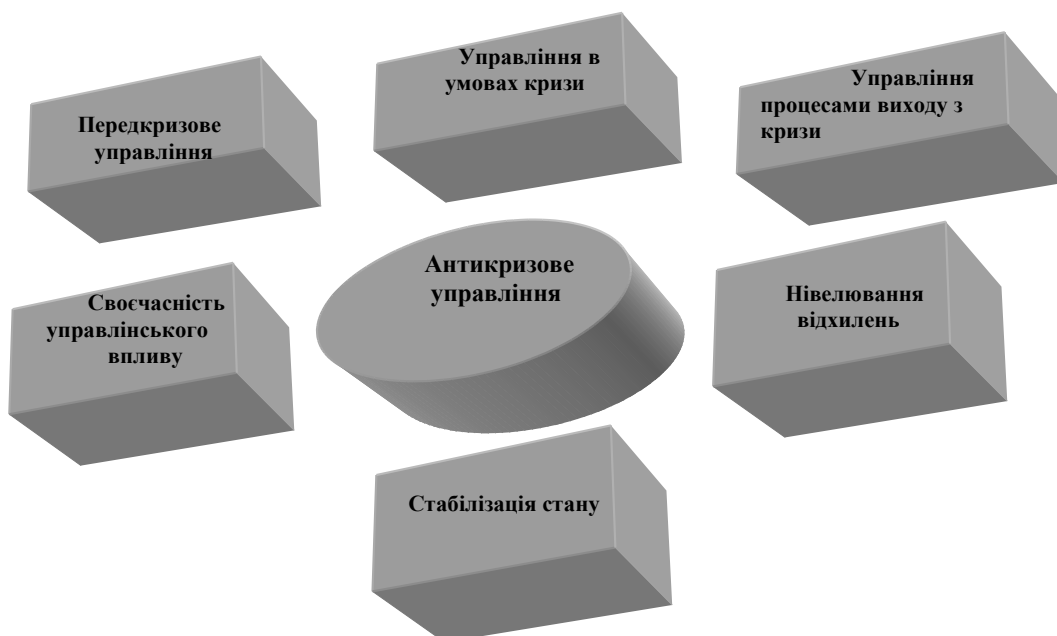 Передкризове
управління
Управління в
умовах кризи
Управління
процесами виходу з
кризи
Своєчасність
управлінського
впливу
Антикризове
управління
Нівелювання
відхилень
Стабілізація стану